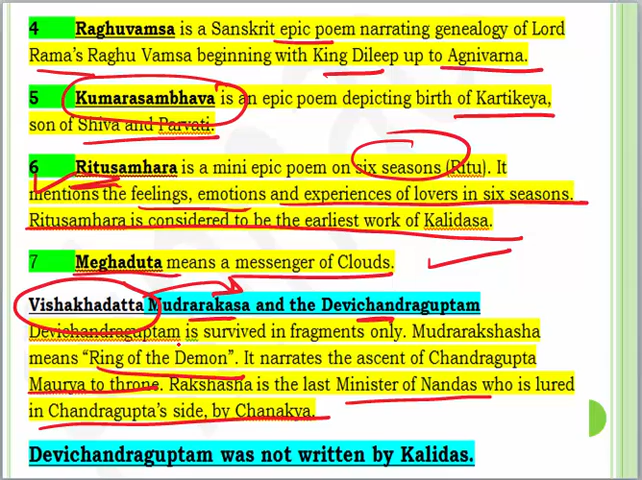 4 Raghuvamsa is a Sanskrit epic poem narrating genealogy of Lord
Rama's Raghu Vamsa beginning with King Dileep up to Agnivarna.
5 Kumarasambhava is an epic poem depicting birth of Kartikeya,
son of Shiva and Parvati.
6 Ritusamhara is a mini epic poem on six seasons (Ritu). It
mentions the feelings, emotions and experiences of lovers in six seasons.
Ritusamhara is considered to be the earliest work of Kalidasa.
7 Meghaduta means a messenger of Clouds.
Vishakhadatta Mudrarakasa and the Devichandraguptam
Devichandraguptam is survived in fragments only. Mudrarakshasha
means “Ring of the Demon”. It narrates the ascent of Chandragupta
Maurya to throne. Rakshasha is the last Minister of Nandas who is lured
in Chandragupta's side, by Chanakya.
Devichandraguptam was not written by Kalidas.